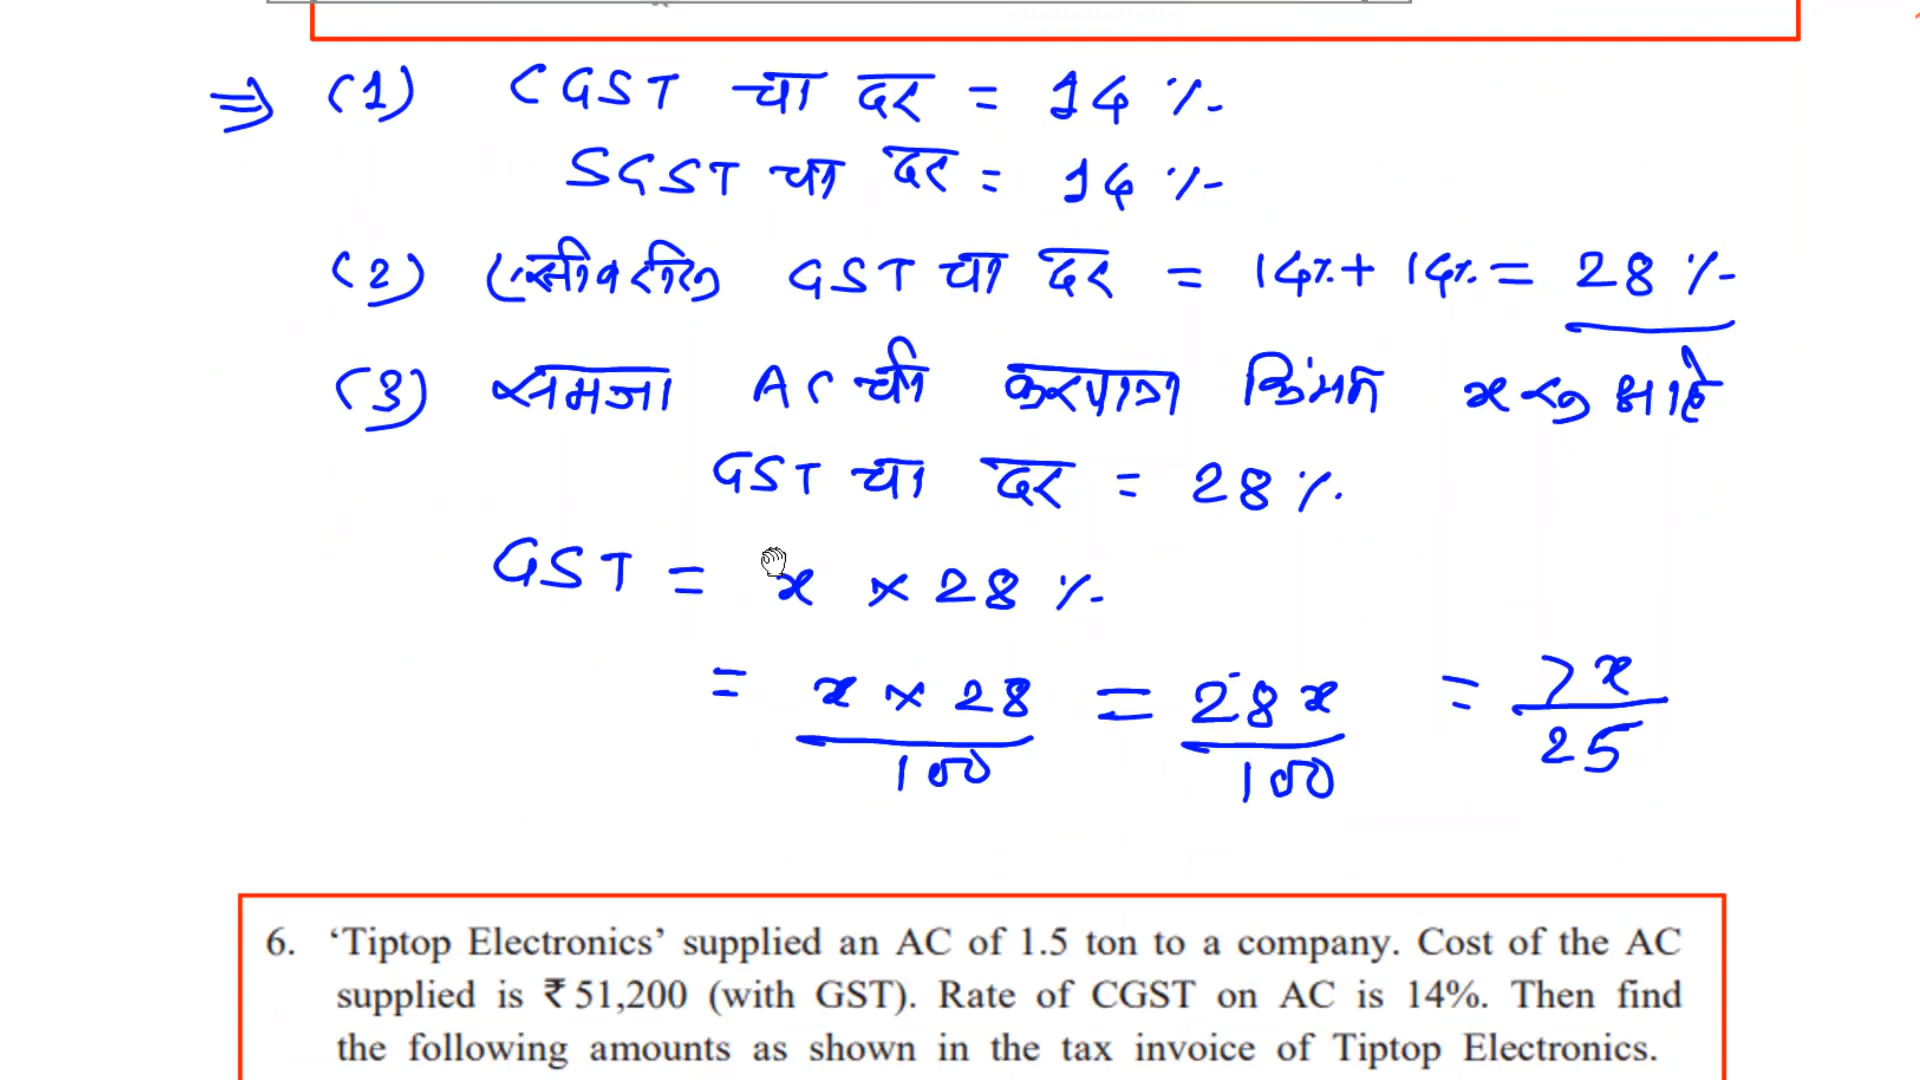 ⇒ (1) CGST चा दर = 14 %
SGST चा दर = 14 %
(2) एसीवरील GST चा दर = 14% + 14% = 28 %
(3) समजा AC ची करपात्र किंमत x रु आहे
GST चा दर = 28 %
GST = x × 28 %
= x × 28 / 100 = 28x / 100 = 7x / 25
6. ‘Tiptop Electronics’ supplied an AC of 1.5 ton to a company. Cost of the AC
supplied is ₹ 51,200 (with GST). Rate of CGST on AC is 14%. Then find
the following amounts as shown in the tax invoice of Tiptop Electronics.